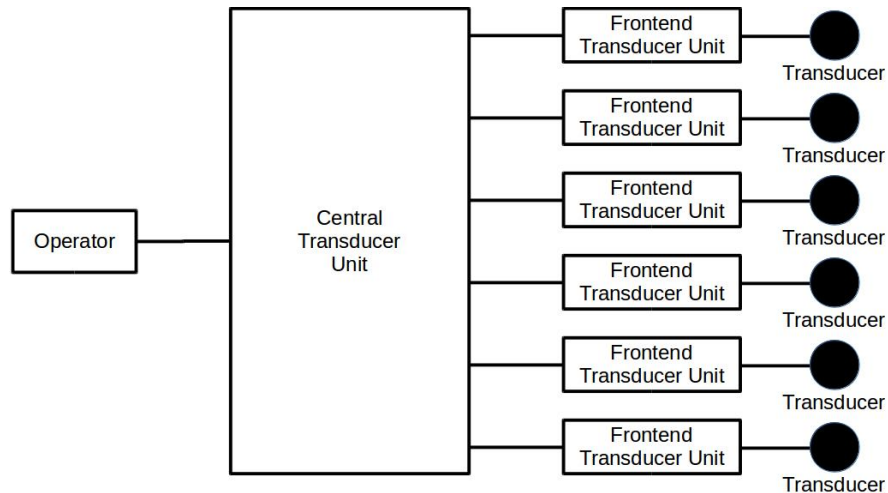 Operator
Central
Transducer
Unit
Frontend
Transducer Unit
Transducer
Frontend
Transducer Unit
Transducer
Frontend
Transducer Unit
Transducer
Frontend
Transducer Unit
Transducer
Frontend
Transducer Unit
Transducer
Frontend
Transducer Unit
Transducer